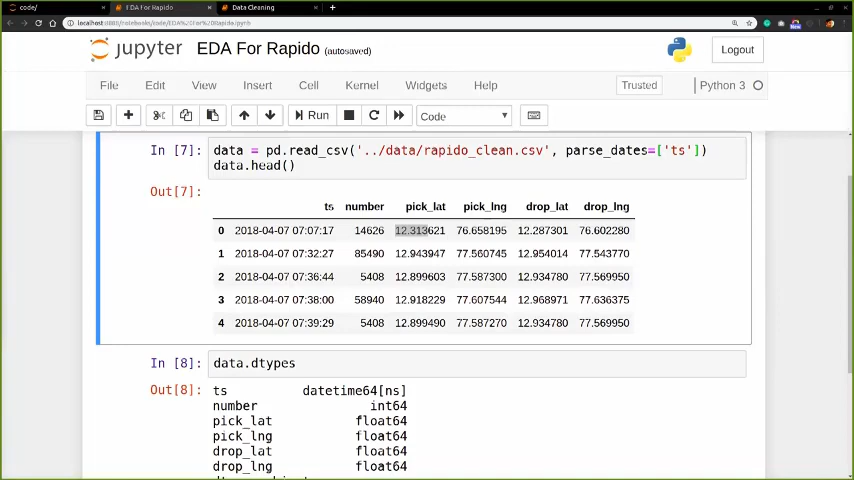 code/
EDA For Rapido
Data Cleaning
jupyter EDA For Rapido (autosaved)
Logout
File Edit View Insert Cell Kernel Widgets Help
Trusted
Python 3
Run
Code
In [7]: data = pd.read_csv('../data/rapido_clean.csv', parse_dates=['ts'])
data.head()
Out[7]:
ts number pick_lat pick_lng drop_lat drop_lng
0 2018-04-07 07:07:17 14626 12.313621 76.658195 12.287301 76.602280
1 2018-04-07 07:32:27 85490 12.943947 77.560745 12.954014 77.543770
2 2018-04-07 07:36:44 5408 12.899603 77.587300 12.934780 77.569950
3 2018-04-07 07:38:00 58940 12.918229 77.607544 12.968971 77.636375
4 2018-04-07 07:39:29 5408 12.899490 77.587270 12.934780 77.569950
In [8]: data.dtypes
Out[8]: ts datetime64[ns]
number int64
pick_lat float64
pick_lng float64
drop_lat float64
drop_lng float64